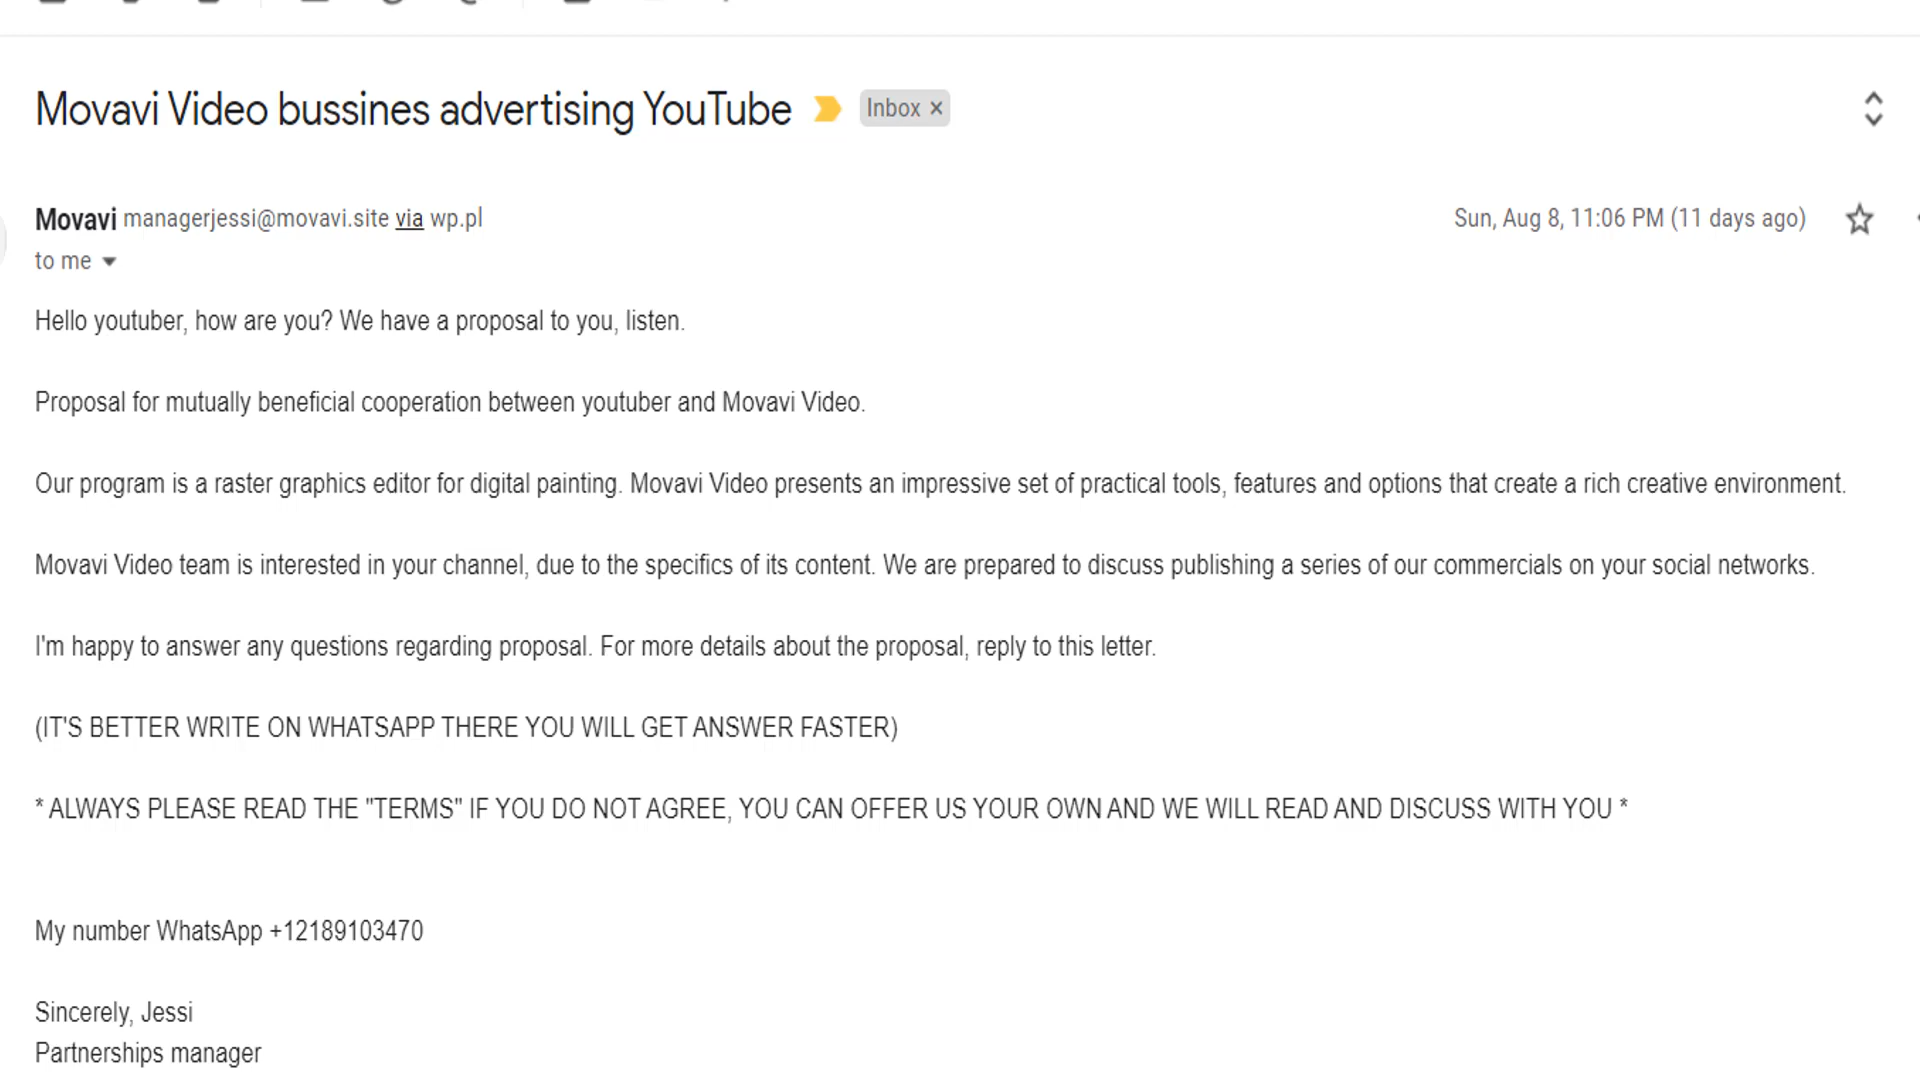 Movavi Video bussines advertising YouTube Inbox ×
Movavi managerjessi@movavi.site via wp.pl Sun, Aug 8, 11:06 PM (11 days ago)
to me
Hello youtuber, how are you? We have a proposal to you, listen.
Proposal for mutually beneficial cooperation between youtuber and Movavi Video.
Our program is a raster graphics editor for digital painting. Movavi Video presents an impressive set of practical tools, features and options that create a rich creative environment.
Movavi Video team is interested in your channel, due to the specifics of its content. We are prepared to discuss publishing a series of our commercials on your social networks.
I'm happy to answer any questions regarding proposal. For more details about the proposal, reply to this letter.
(IT'S BETTER WRITE ON WHATSAPP THERE YOU WILL GET ANSWER FASTER)
* ALWAYS PLEASE READ THE "TERMS" IF YOU DO NOT AGREE, YOU CAN OFFER US YOUR OWN AND WE WILL READ AND DISCUSS WITH YOU *
My number WhatsApp +12189103470
Sincerely, Jessi
Partnerships manager